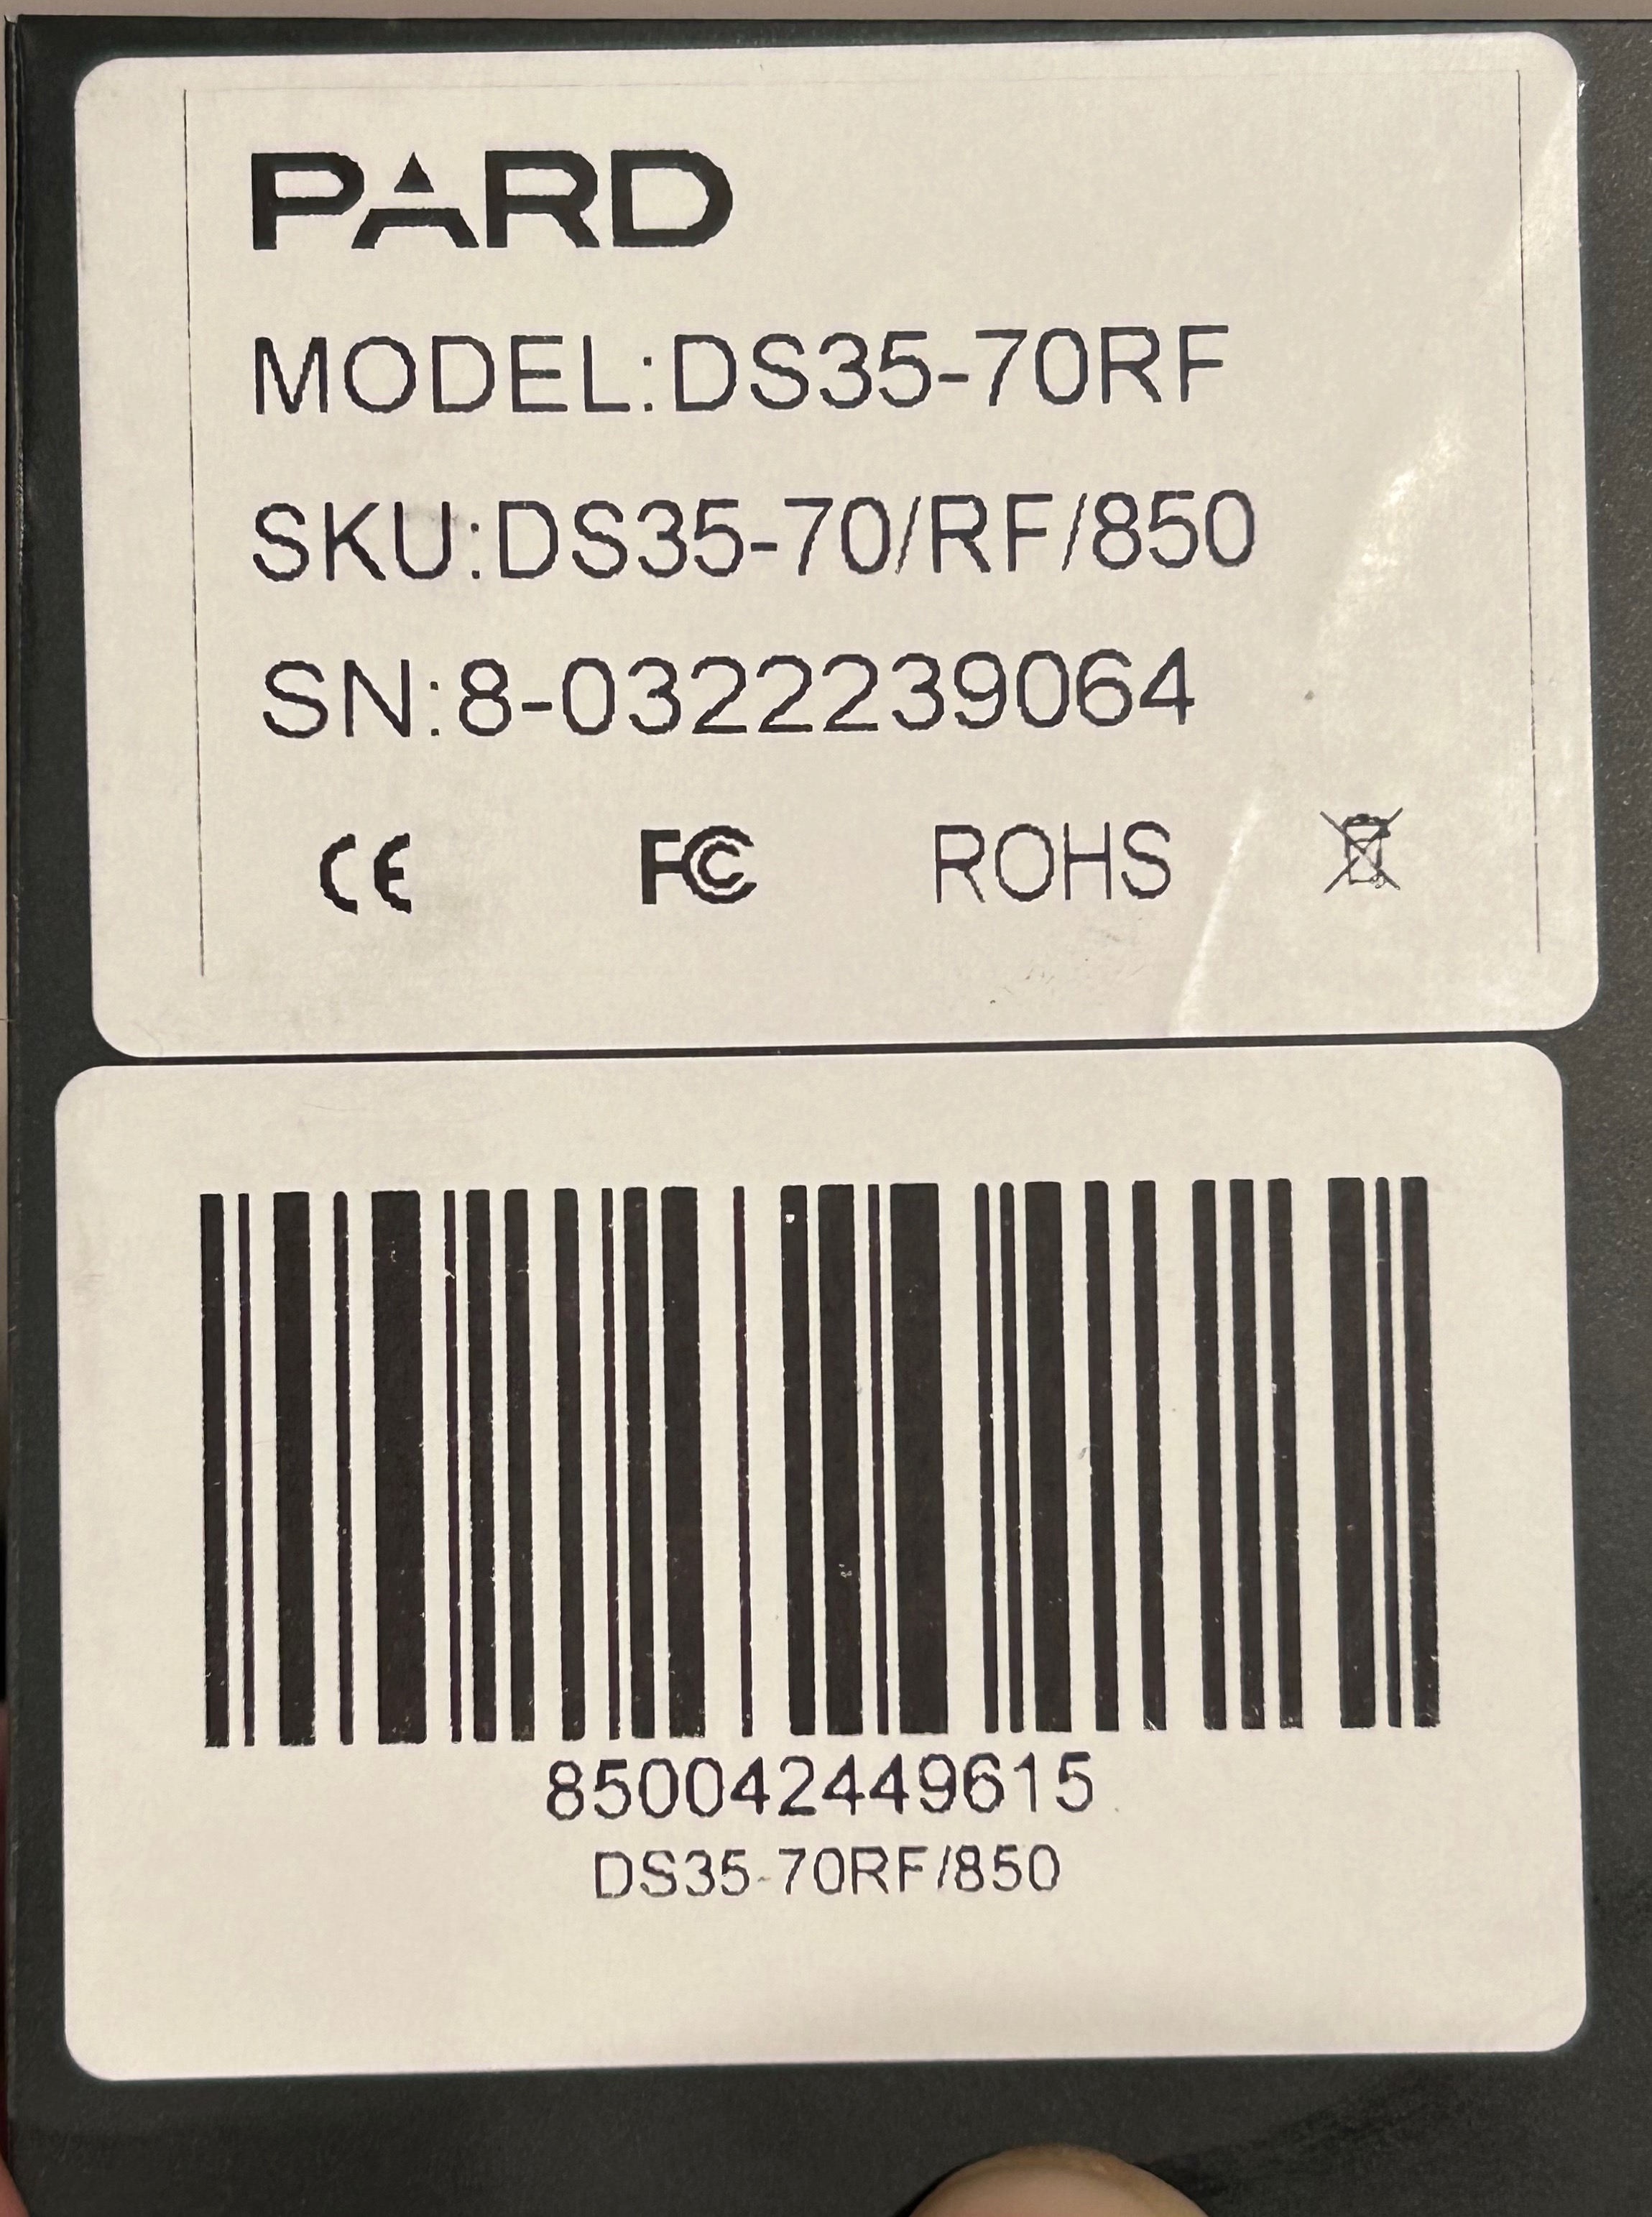 PARD
MODEL:DS35-70RF
SKU:DS35-70/RF/850
SN:8-0322239064
CE FC ROHS
850042449615
DS35-70RF/850